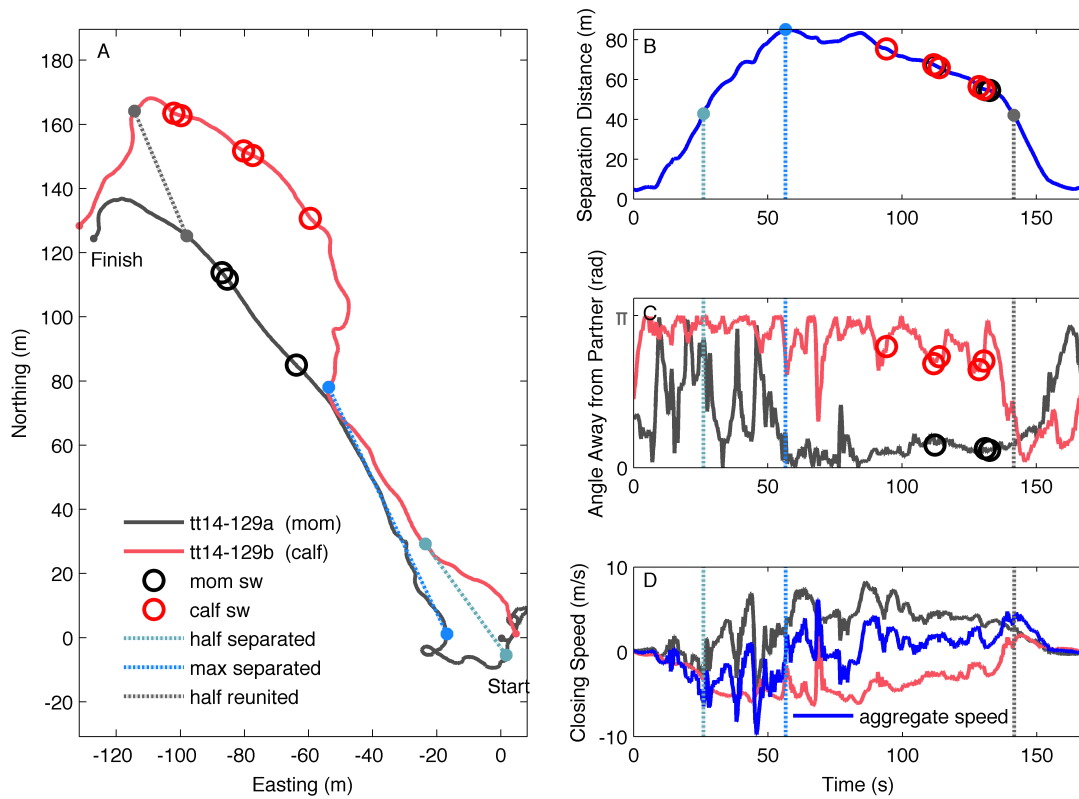 A
180
160
140
120
100
80
60
40
20
0
-20
Northing (m)
-120 -100 -80 -60 -40 -20 0
Easting (m)
Finish
Start
tt14-129a (mom)
tt14-129b (calf)
mom sw
calf sw
half separated
max separated
half reunited
B
Separation Distance (m)
80
60
40
20
0
0 50 100 150
C
Angle Away from Partner (rad)
π
0
0 50 100 150
D
Closing Speed (m/s)
10
0
-10
aggregate speed
0 50 100 150
Time (s)